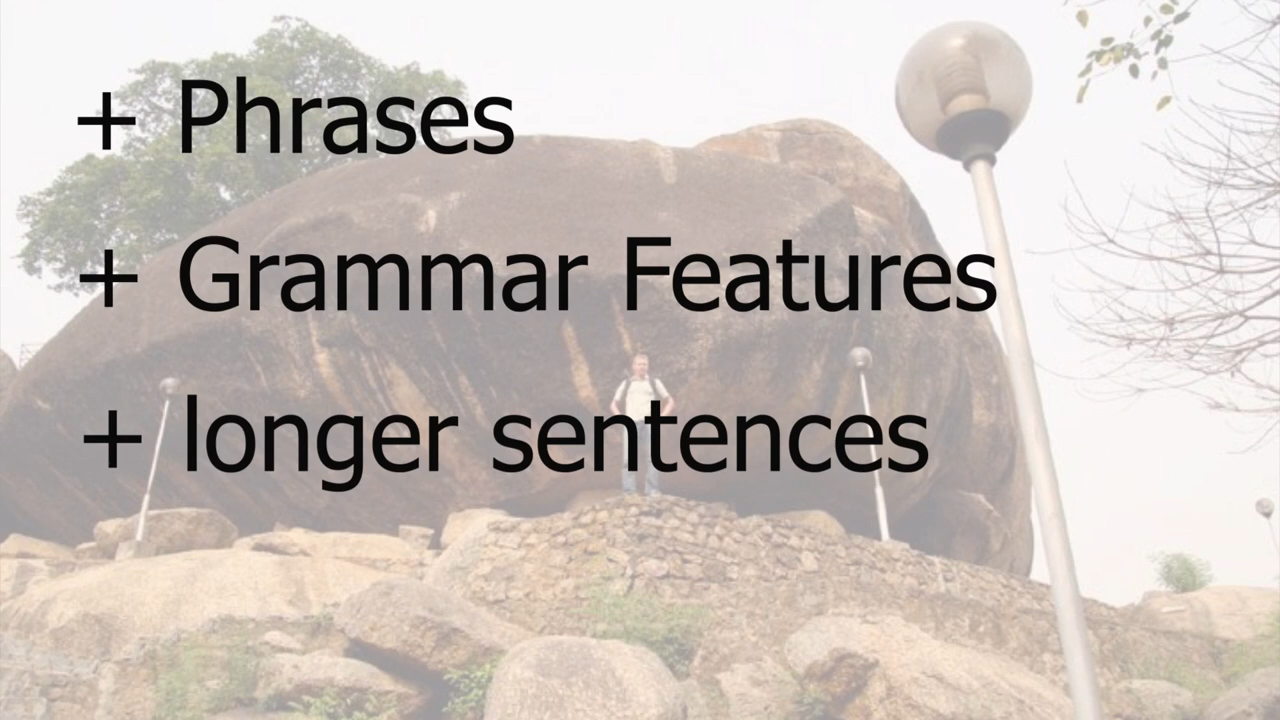 + Phrases
+ Grammar Features
+ longer sentences